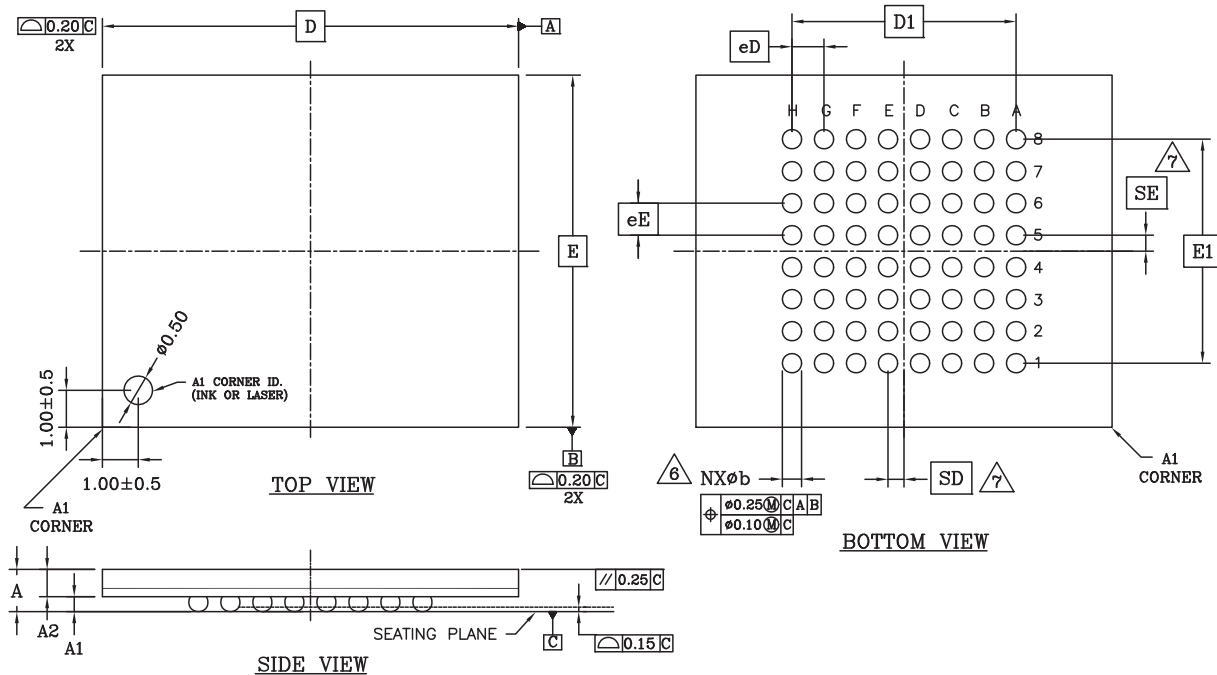 ⌓ 0.20 C
2X
D
A
E
ø0.50
A1 CORNER ID.
(INK OR LASER)
1.00±0.5
1.00±0.5
A1
CORNER
TOP VIEW
B
⌓ 0.20 C
2X
D1
eD
H G F E D C B A
8
7
6
5
4
3
2
1
7
SE
eE
E1
6
NXøb
⌖ ø0.25Ⓜ C A B
ø0.10Ⓜ C
SD
7
A1
CORNER
BOTTOM VIEW
A
A2
A1
// 0.25 C
SEATING PLANE
C
⌓ 0.15 C
SIDE VIEW